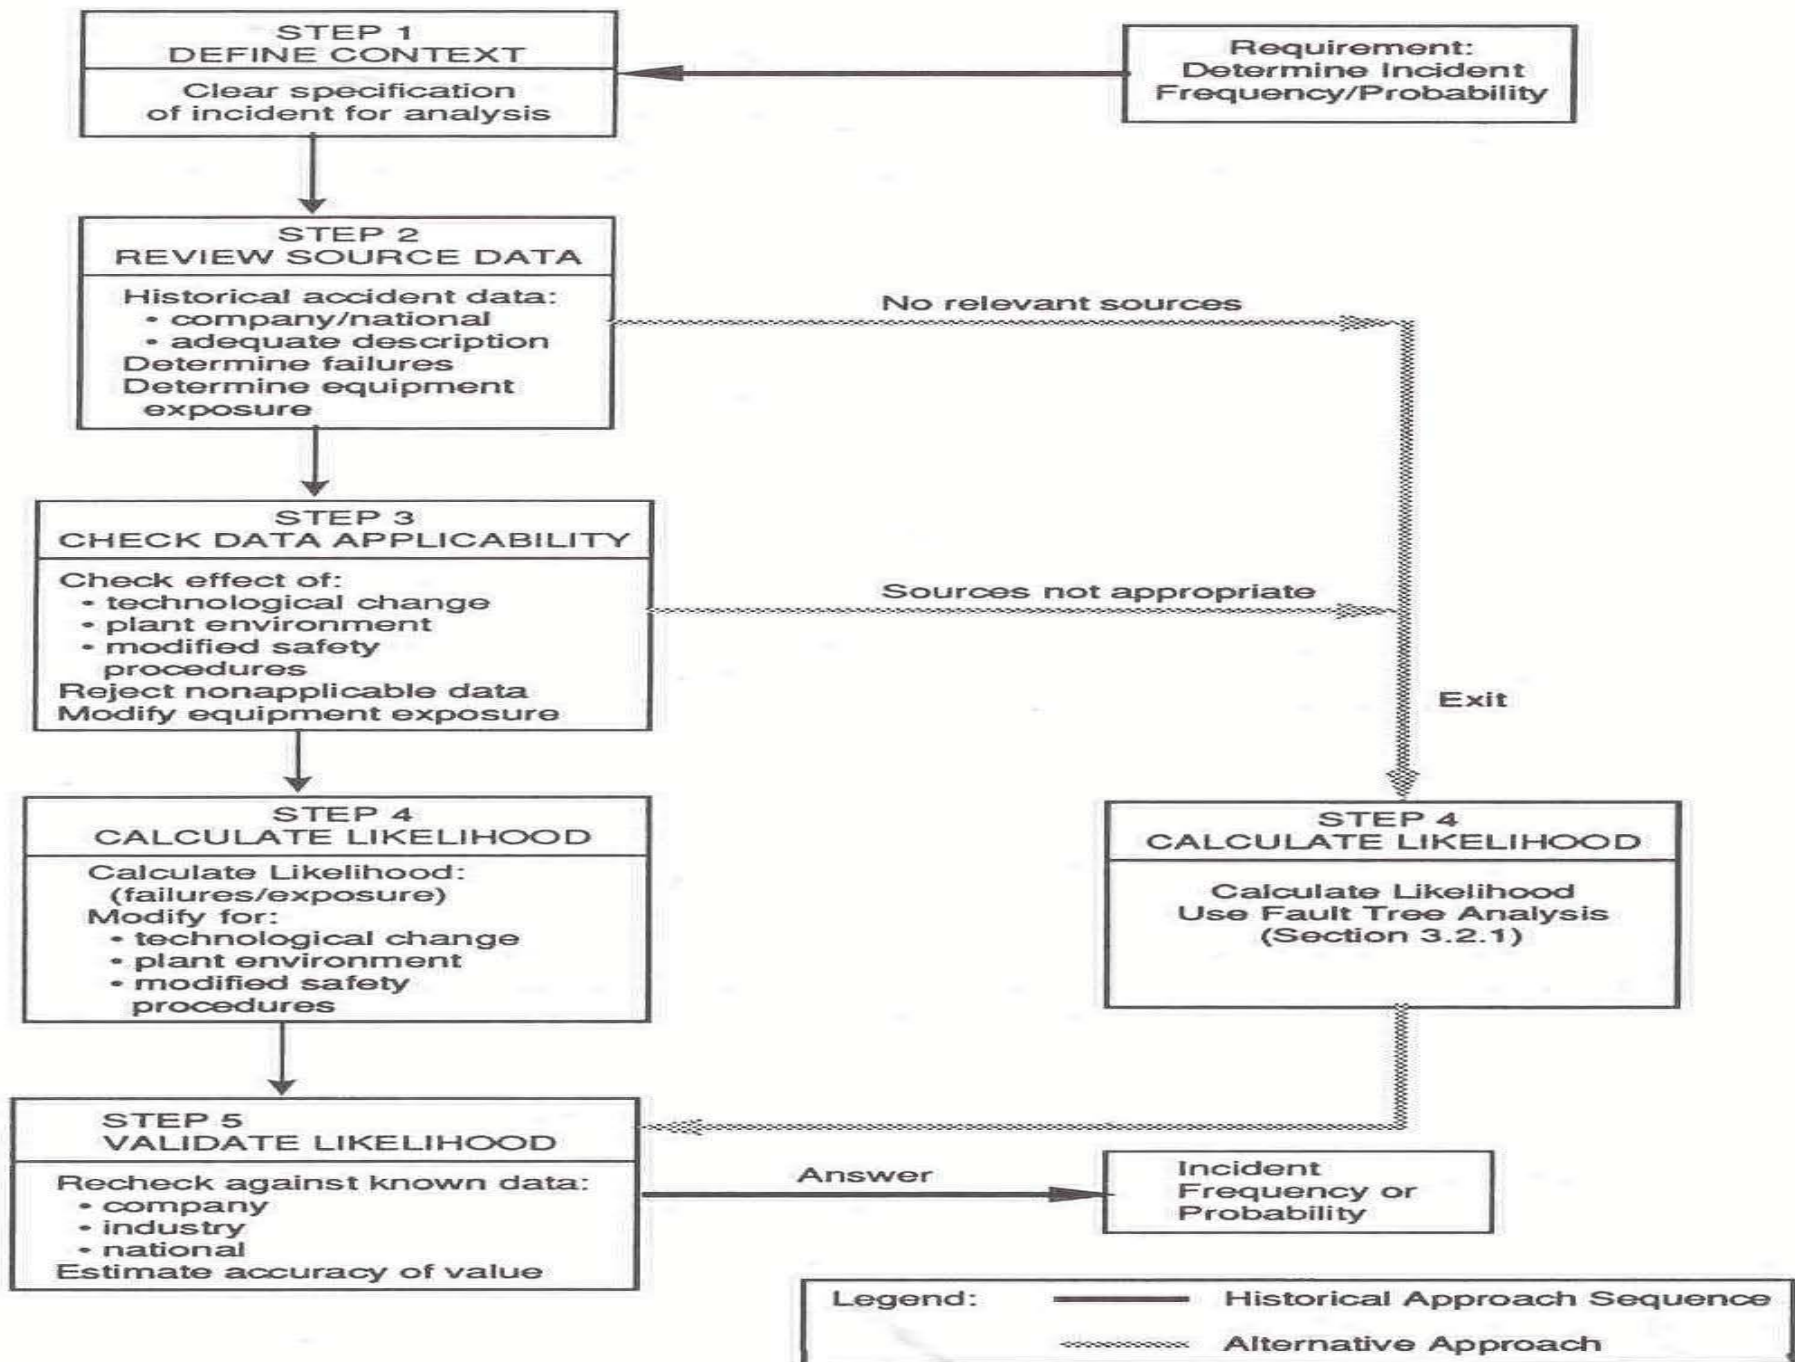 STEP 1
DEFINE CONTEXT
Clear specification
of incident for analysis
Requirement:
Determine Incident
Frequency/Probability
STEP 2
REVIEW SOURCE DATA
Historical accident data:
• company/national
• adequate description
Determine failures
Determine equipment
exposure
No relevant sources
STEP 3
CHECK DATA APPLICABILITY
Check effect of:
• technological change
• plant environment
• modified safety
procedures
Reject nonapplicable data
Modify equipment exposure
Sources not appropriate
Exit
STEP 4
CALCULATE LIKELIHOOD
Calculate Likelihood:
(failures/exposure)
Modify for:
• technological change
• plant environment
• modified safety
procedures
STEP 4
CALCULATE LIKELIHOOD
Calculate Likelihood
Use Fault Tree Analysis
(Section 3.2.1)
STEP 5
VALIDATE LIKELIHOOD
Recheck against known data:
• company
• industry
• national
Estimate accuracy of value
Answer
Incident
Frequency or
Probability
Legend:
Historical Approach Sequence
Alternative Approach